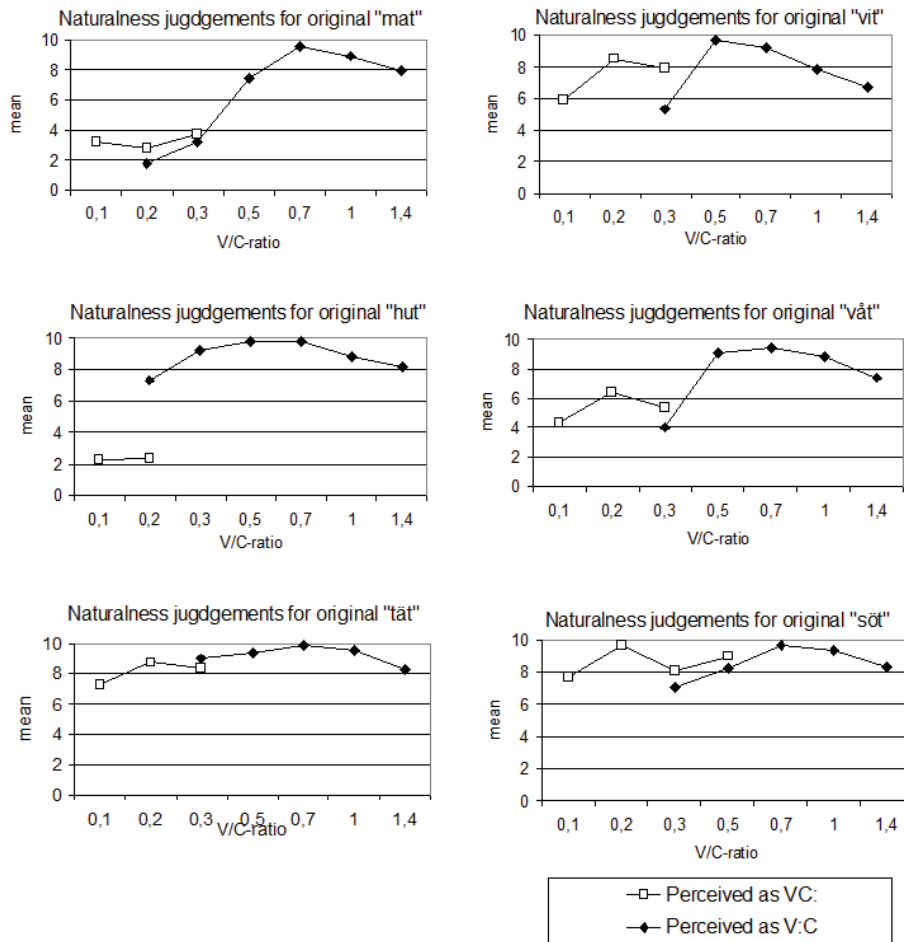 Naturalness jugdgements for original "mat"
10
8
6
4
2
0
mean
0,1 0,2 0,3 0,5 0,7 1 1,4
V/C-ratio
Naturalness jugdgements for original "vit"
10
8
6
4
2
0
mean
0,1 0,2 0,3 0,5 0,7 1 1,4
V/C-ratio
Naturalness jugdgements for original "hut"
10
8
6
4
2
0
mean
0,1 0,2 0,3 0,5 0,7 1 1,4
V/C-ratio
Naturalness jugdgements for original "våt"
10
8
6
4
2
0
mean
0,1 0,2 0,3 0,5 0,7 1 1,4
V/C-ratio
Naturalness jugdgements for original "tät"
10
8
6
4
2
0
mean
0,1 0,2 0,3 0,5 0,7 1 1,4
V/C-ratio
Naturalness judgements for original "söt"
10
8
6
4
2
0
mean
0,1 0,2 0,3 0,5 0,7 1 1,4
V/C-ratio
Perceived as VC:
Perceived as V:C